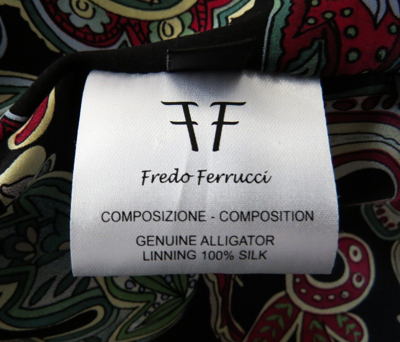 FF
Fredo Ferrucci
COMPOSIZIONE - COMPOSITION
GENUINE ALLIGATOR
LINNING 100% SILK